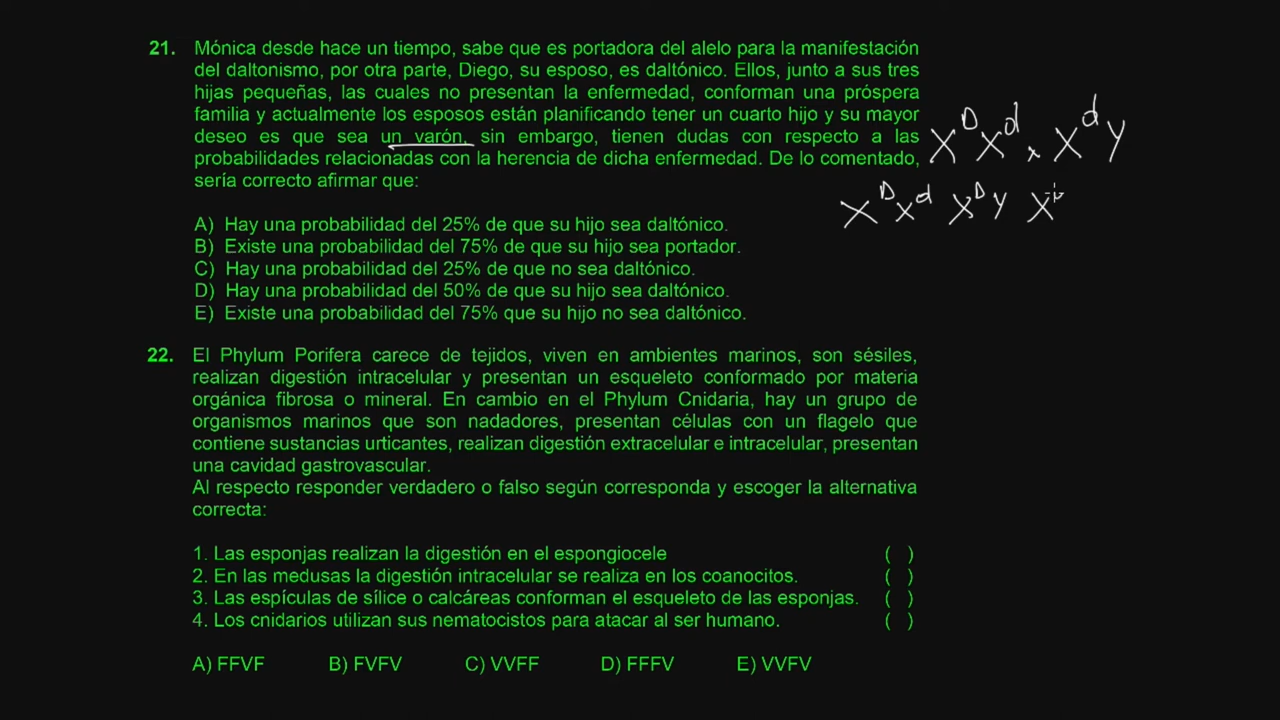 21. Mónica desde hace un tiempo, sabe que es portadora del alelo para la manifestación
del daltonismo, por otra parte, Diego, su esposo, es daltónico. Ellos, junto a sus tres
hijas pequeñas, las cuales no presentan la enfermedad, conforman una próspera
familia y actualmente los esposos están planificando tener un cuarto hijo y su mayor
deseo es que sea un varón, sin embargo, tienen dudas con respecto a las
probabilidades relacionadas con la herencia de dicha enfermedad. De lo comentado,
sería correcto afirmar que:
X^D X^d x X^d Y
X^D X^d X^D Y X
A) Hay una probabilidad del 25% de que su hijo sea daltónico.
B) Existe una probabilidad del 75% de que su hijo sea portador.
C) Hay una probabilidad del 25% de que no sea daltónico.
D) Hay una probabilidad del 50% de que su hijo sea daltónico.
E) Existe una probabilidad del 75% que su hijo no sea daltónico.
22. El Phylum Porifera carece de tejidos, viven en ambientes marinos, son sésiles,
realizan digestión intracelular y presentan un esqueleto conformado por materia
orgánica fibrosa o mineral. En cambio en el Phylum Cnidaria, hay un grupo de
organismos marinos que son nadadores, presentan células con un flagelo que
contiene sustancias urticantes, realizan digestión extracelular e intracelular, presentan
una cavidad gastrovascular.
Al respecto responder verdadero o falso según corresponda y escoger la alternativa
correcta:
1. Las esponjas realizan la digestión en el espongiocele ( )
2. En las medusas la digestión intracelular se realiza en los coanocitos. ( )
3. Las espículas de sílice o calcáreas conforman el esqueleto de las esponjas. ( )
4. Los cnidarios utilizan sus nematocistos para atacar al ser humano. ( )
A) FFVF B) FVFV C) VVFF D) FFFV E) VVFV